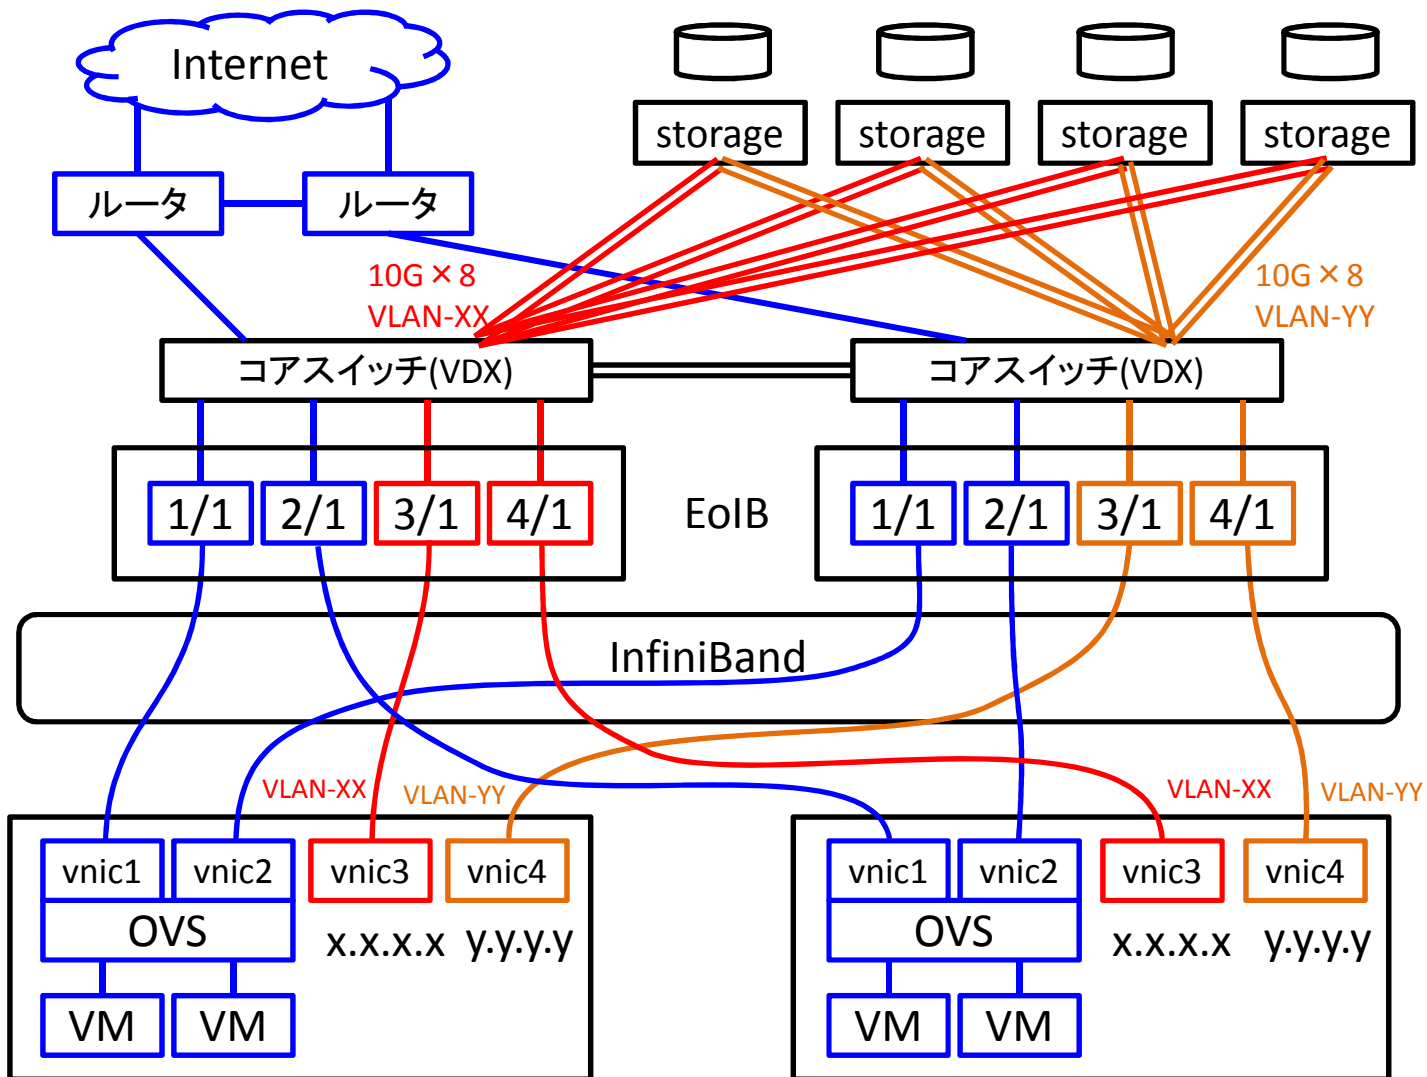 Internet
storage
storage
storage
storage
ルータ
ルータ
10G×8
VLAN-XX
10G×8
VLAN-YY
コアスイッチ(VDX)
コアスイッチ(VDX)
1/1
2/1
3/1
4/1
EoIB
1/1
2/1
3/1
4/1
InfiniBand
VLAN-XX
VLAN-YY
VLAN-XX
VLAN-YY
vnic1
vnic2
vnic3
vnic4
OVS
x.x.x.x
y.y.y.y
VM
VM
vnic1
vnic2
vnic3
vnic4
OVS
x.x.x.x
y.y.y.y
VM
VM